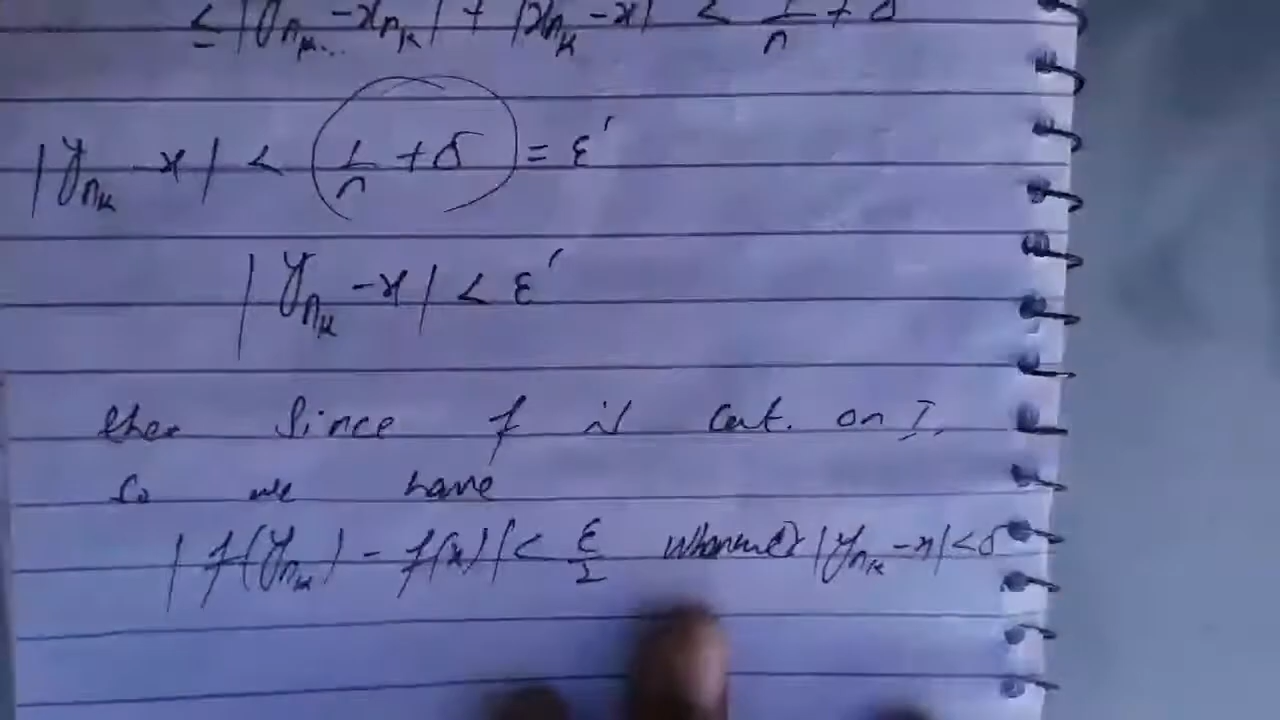 ≤ |y_{n_k} - x_{n_k}| + |x_{n_k} - x| < 1/n + δ
|y_{n_k} - x| < (1/n + δ) = ε'
|y_{n_k} - x| < ε'
then Since f is cont. on I.
So we have
|f(y_{n_k}) - f(x)| < ε/2 whenever |y_{n_k} - x| < δ